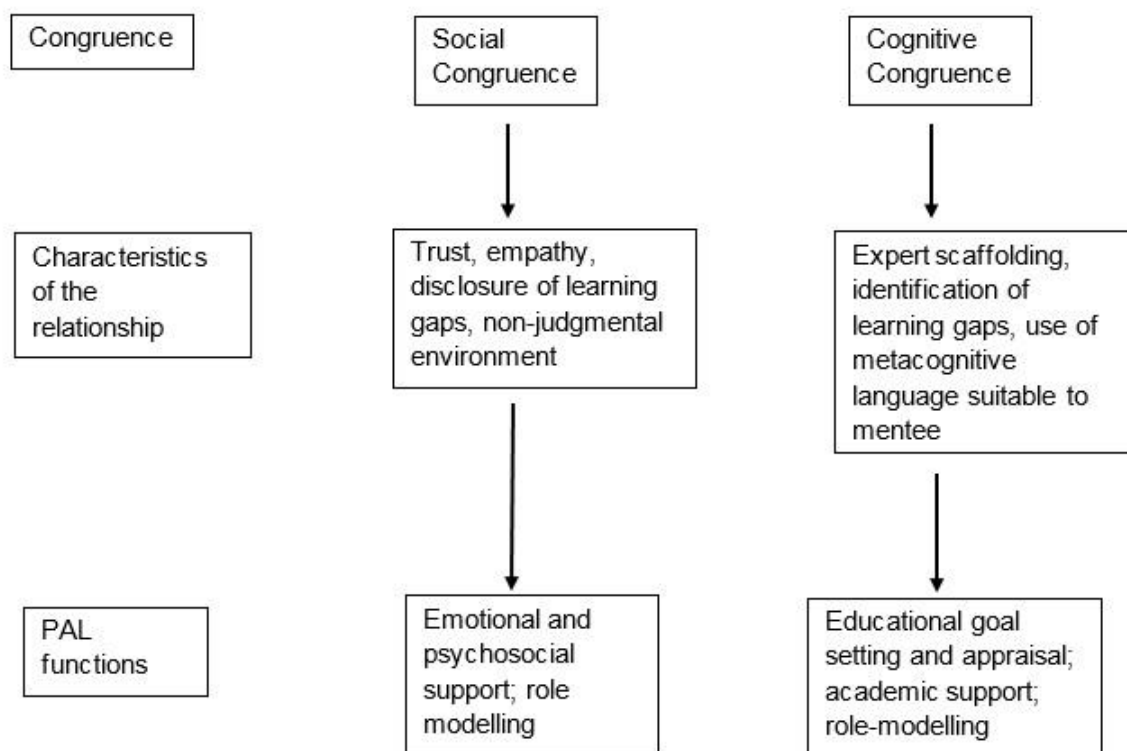 Congruence
Social
Congruence
Cognitive
Congruence
Characteristics
of the
relationship
Trust, empathy,
disclosure of learning
gaps, non-judgmental
environment
Expert scaffolding,
identification of
learning gaps, use of
metacognitive
language suitable to
mentee
PAL
functions
Emotional and
psychosocial
support; role
modelling
Educational goal
setting and appraisal;
academic support;
role-modelling